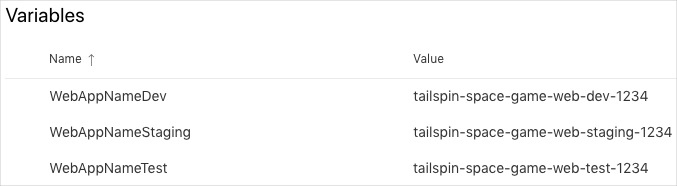 Variables
Name ↑ Value
WebAppNameDev tailspin-space-game-web-dev-1234
WebAppNameStaging tailspin-space-game-web-staging-1234
WebAppNameTest tailspin-space-game-web-test-1234